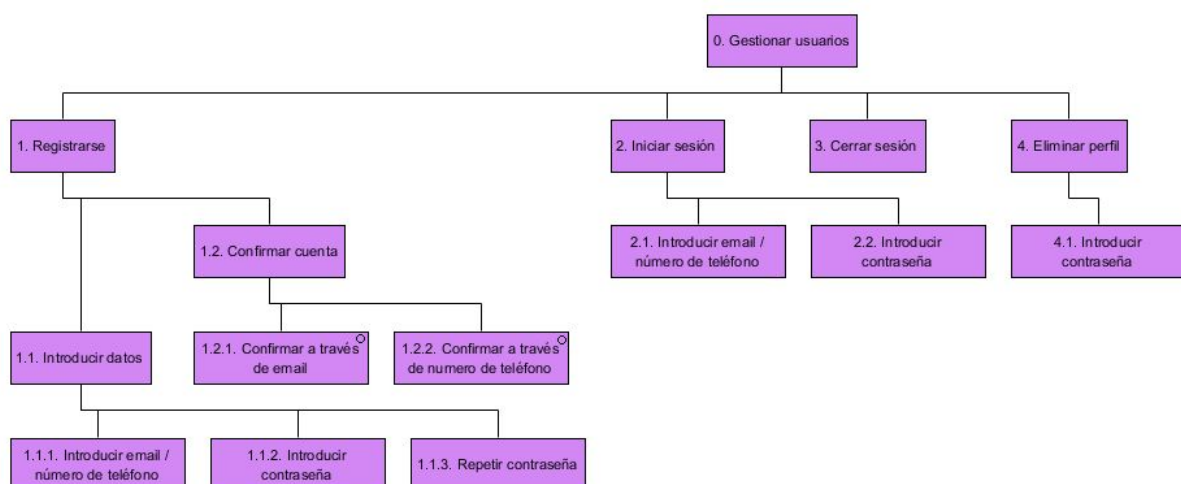 0. Gestionar usuarios
1. Registrarse
2. Iniciar sesión
3. Cerrar sesión
4. Eliminar perfil
1.2. Confirmar cuenta
2.1. Introducir email /
número de teléfono
2.2. Introducir
contraseña
4.1. Introducir
contraseña
1.1. Introducir datos
1.2.1. Confirmar a través
de email
1.2.2. Confirmar a través
de numero de teléfono
1.1.1. Introducir email /
número de teléfono
1.1.2. Introducir
contraseña
1.1.3. Repetir contraseña